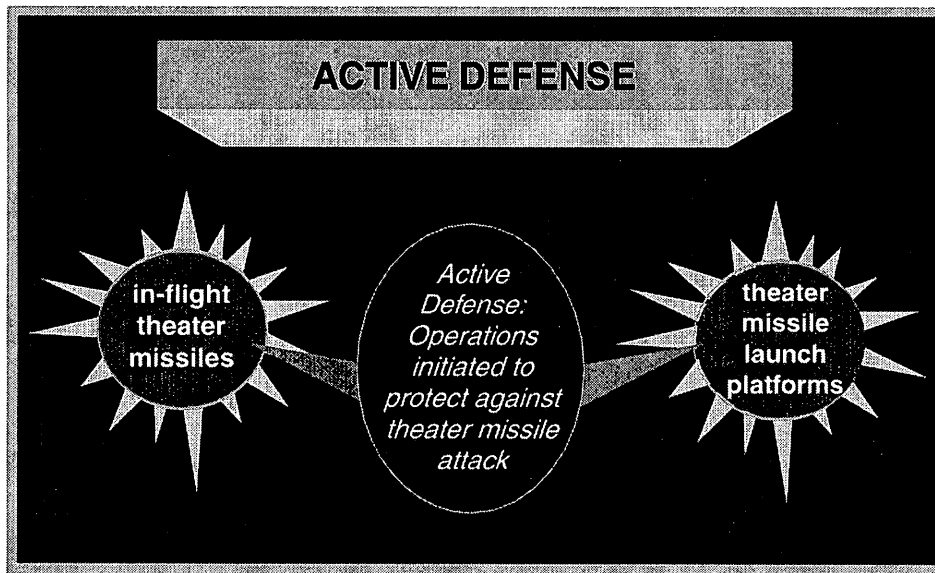 ACTIVE DEFENSE
in-flight
theater
missiles
Active
Defense:
Operations
initiated to
protect against
theater missile
attack
theater
missile
launch
platforms